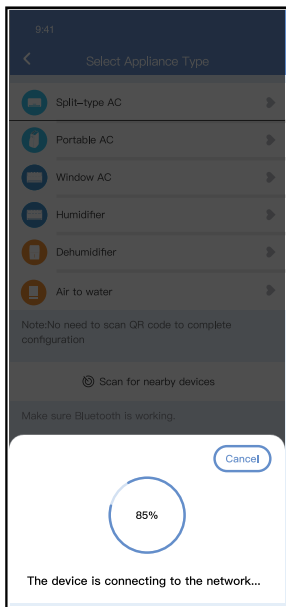 9:41
Select Appliance Type
Split-type AC
Portable AC
Window AC
Humidifier
Dehumidifier
Air to water
Note:No need to scan QR code to complete
configuration
Scan for nearby devices
Make sure Bluetooth is working.
Cancel
85%
The device is connecting to the network...